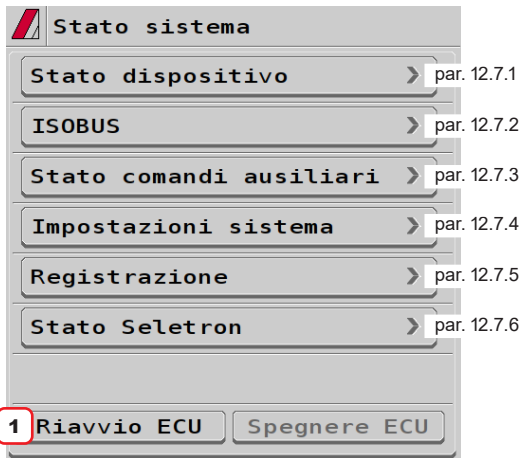 Stato sistema
Stato dispositivo par. 12.7.1
ISOBUS par. 12.7.2
Stato comandi ausiliari par. 12.7.3
Impostazioni sistema par. 12.7.4
Registrazione par. 12.7.5
Stato Seletron par. 12.7.6
1 Riavvio ECU Spegnere ECU